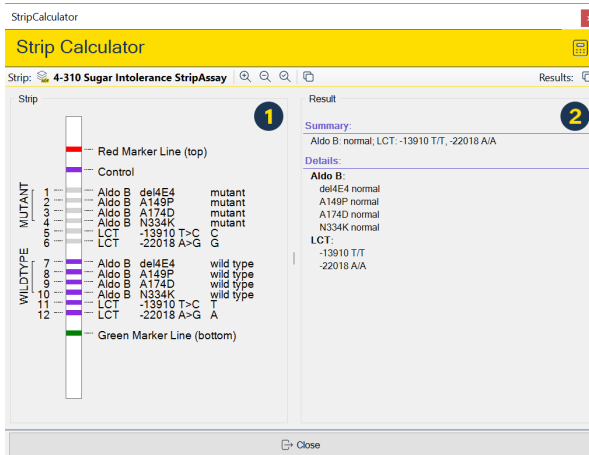 StripCalculator
Strip Calculator
Strip: 4-310 Sugar Intolerance StripAssay
Results:
Strip
1
Red Marker Line (top)
Control
MUTANT
1 Aldo B del4E4 mutant
2 Aldo B A149P mutant
3 Aldo B A174D mutant
4 Aldo B N334K mutant
5 LCT -13910 T>C C
6 LCT -22018 A>G G
WILDTYPE
7 Aldo B del4E4 wild type
8 Aldo B A149P wild type
9 Aldo B A174D wild type
10 Aldo B N334K wild type
11 LCT -13910 T>C T
12 LCT -22018 A>G A
Green Marker Line (bottom)
Result
2
Summary:
Aldo B: normal; LCT: -13910 T/T, -22018 A/A
Details:
Aldo B:
del4E4 normal
A149P normal
A174D normal
N334K normal
LCT:
-13910 T/T
-22018 A/A
Close